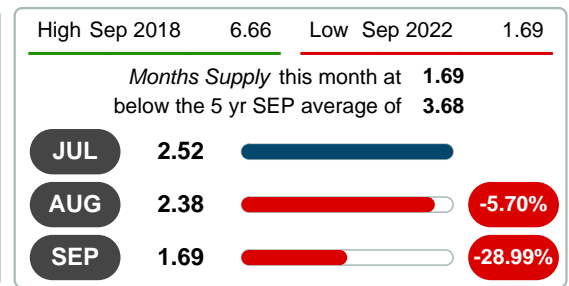 High Sep 2018 6.66 Low Sep 2022 1.69
Months Supply this month at 1.69
below the 5 yr SEP average of 3.68
JUL 2.52
AUG 2.38 -5.70%
SEP 1.69 -28.99%